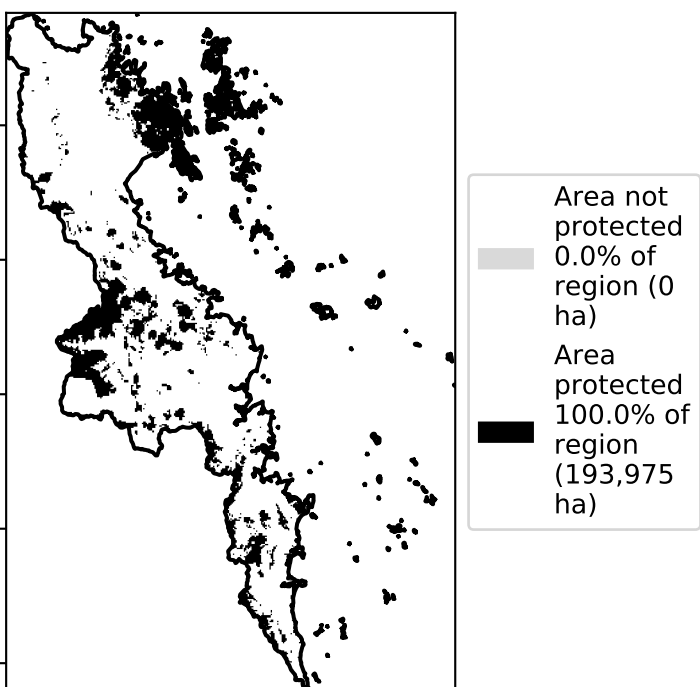 Area not
protected
0.0% of
region (0
ha)
Area
protected
100.0% of
region
(193,975
ha)